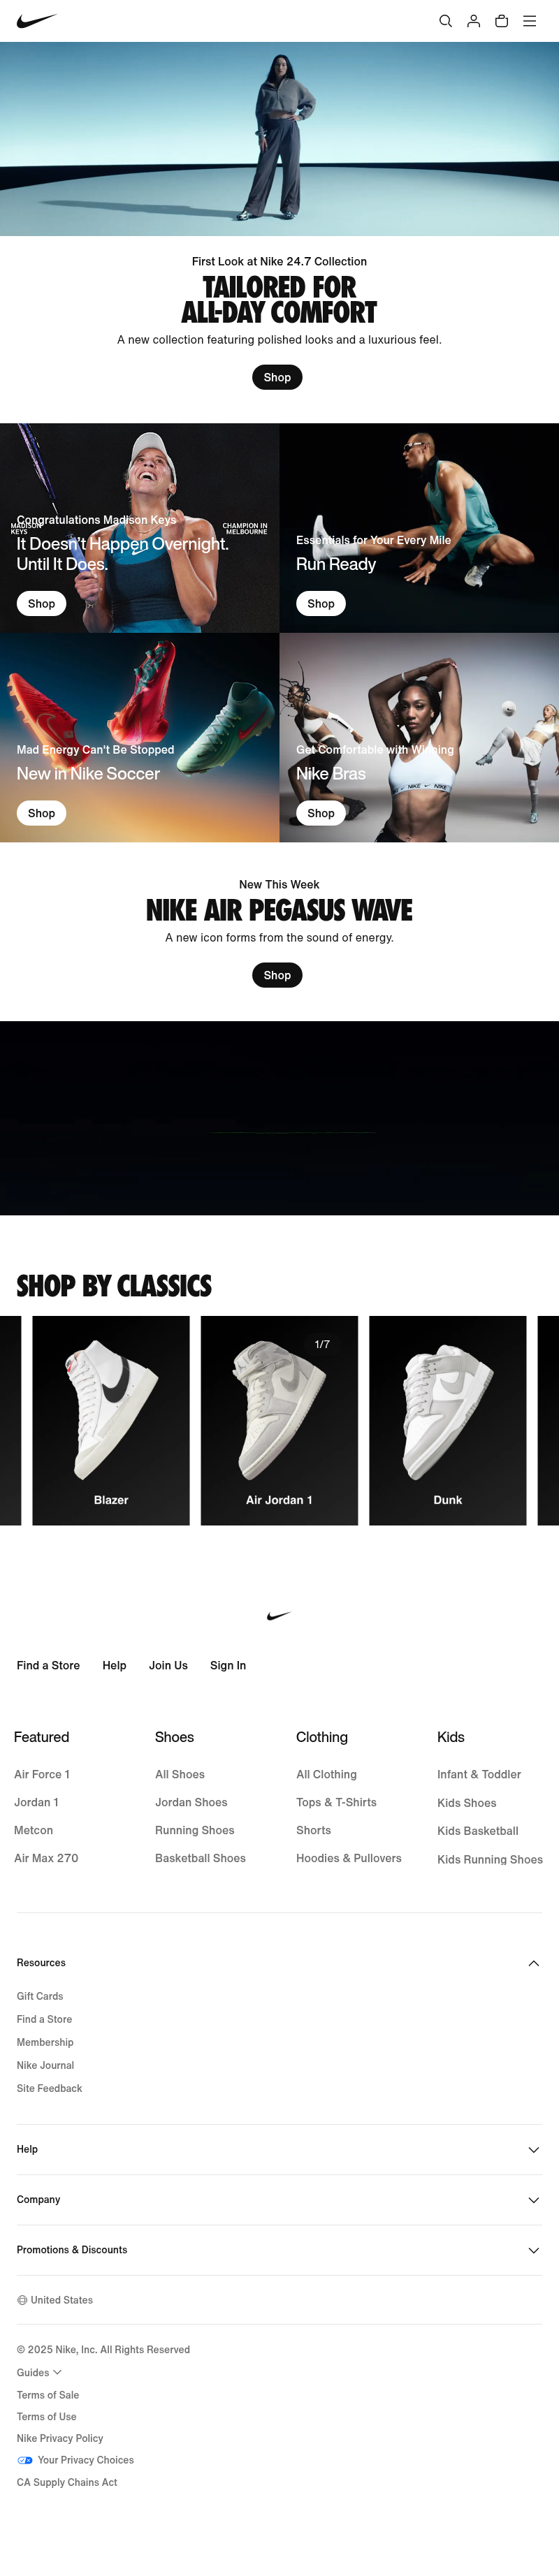 First Look at Nike 24.7 Collection
TAILORED FOR
ALL-DAY COMFORT
A new collection featuring polished looks and a luxurious feel.
Shop
MADISON
KEYS
CHAMPION IN
MELBOURNE
Congratulations Madison Keys
It Doesn’t Happen Overnight.
Until It Does.
Shop
Essentials for Your Every Mile
Run Ready
Shop
Mad Energy Can't Be Stopped
New in Nike Soccer
Shop
Get Comfortable with Winning
Nike Bras
NIKE
NIKE
Shop
New This Week
NIKE AIR PEGASUS WAVE
A new icon forms from the sound of energy.
Shop
SHOP BY CLASSICS
1/7
Blazer
Air Jordan 1
Dunk
Find a Store
Help
Join Us
Sign In
Featured
Air Force 1
Jordan 1
Metcon
Air Max 270
Shoes
All Shoes
Jordan Shoes
Running Shoes
Basketball Shoes
Clothing
All Clothing
Tops & T-Shirts
Shorts
Hoodies & Pullovers
Kids
Infant & Toddler
Kids Shoes
Kids Basketball
Kids Running Shoes
Resources
Gift Cards
Find a Store
Membership
Nike Journal
Site Feedback
Help
Company
Promotions & Discounts
United States
© 2025 Nike, Inc. All Rights Reserved
Guides
Terms of Sale
Terms of Use
Nike Privacy Policy
Your Privacy Choices
CA Supply Chains Act